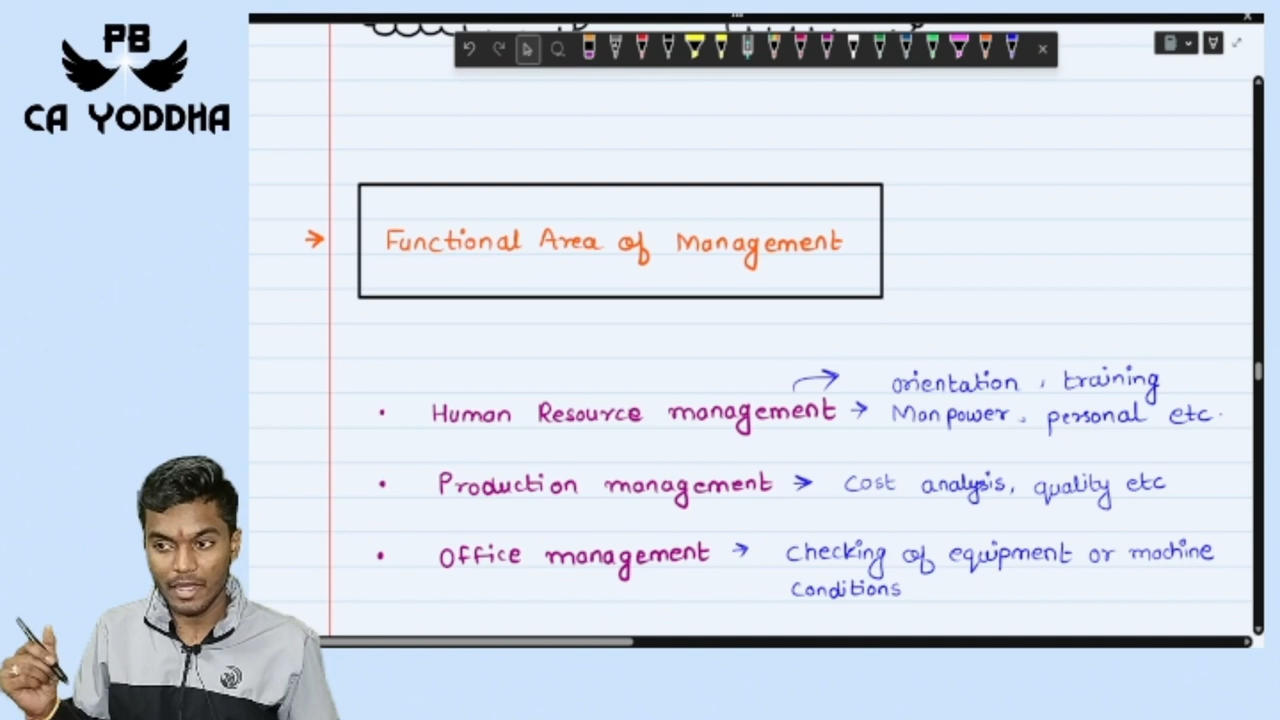 PB
CA YODDHA
→ Functional Area of Management
orientation, training
• Human Resource management → Manpower, personal etc.
• Production management → Cost analysis, quality etc
• Office management → Checking of equipment or machine
Conditions